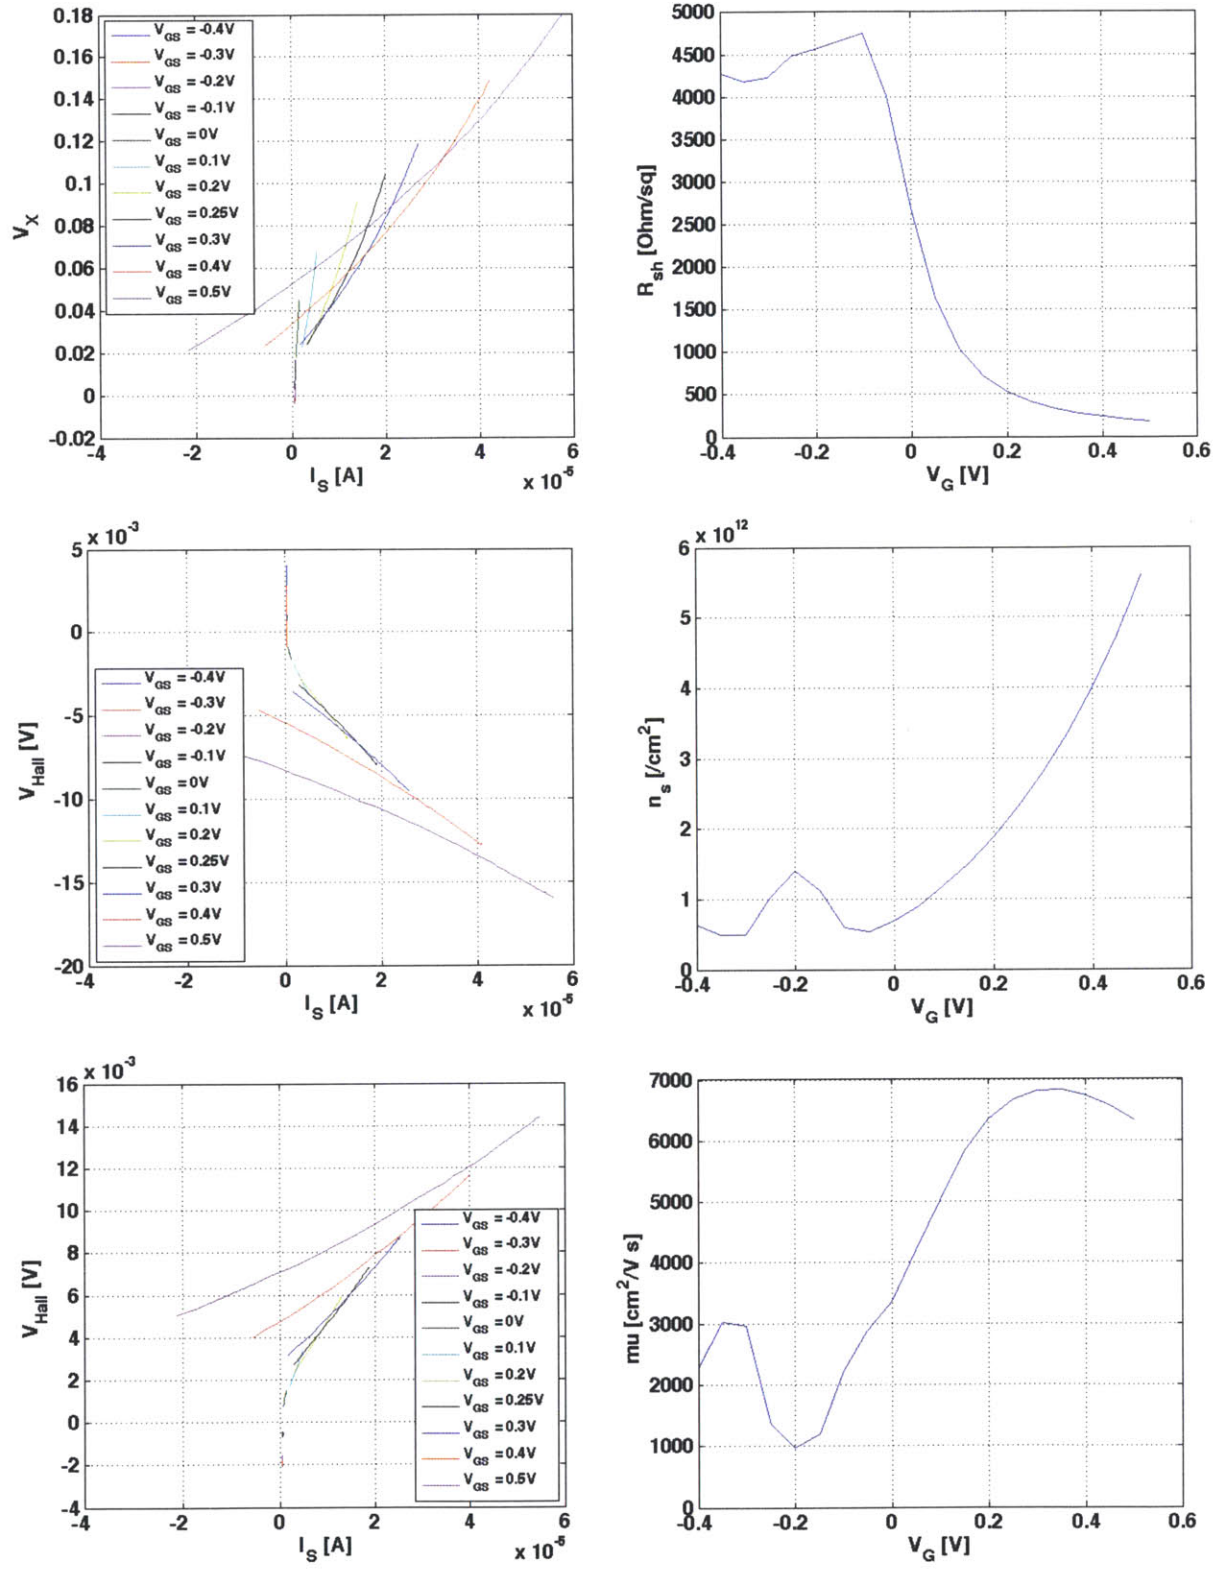 0.18
0.16
0.14
0.12
0.1
0.08
0.06
0.04
0.02
0
-0.02
V_X
V_GS = -0.4V
V_GS = -0.3V
V_GS = -0.2V
V_GS = -0.1V
V_GS = 0V
V_GS = 0.1V
V_GS = 0.2V
V_GS = 0.25V
V_GS = 0.3V
V_GS = 0.4V
V_GS = 0.5V
-4 -2 0 2 4 6
I_S [A]
x 10^-5
5000
4500
4000
3500
3000
2500
2000
1500
1000
500
0
R_sh [Ohm/sq]
-0.4 -0.2 0 0.2 0.4 0.6
V_G [V]
x 10^-3
5
0
-5
-10
-15
-20
V_Hall [V]
V_GS = -0.4V
V_GS = -0.3V
V_GS = -0.2V
V_GS = -0.1V
V_GS = 0V
V_GS = 0.1V
V_GS = 0.2V
V_GS = 0.25V
V_GS = 0.3V
V_GS = 0.4V
V_GS = 0.5V
-4 -2 0 2 4 6
I_S [A]
x 10^-5
x 10^12
6
5
4
3
2
1
0
n_s [/cm^2]
-0.4 -0.2 0 0.2 0.4 0.6
V_G [V]
x 10^-3
16
14
12
10
8
6
4
2
0
-2
-4
V_Hall [V]
V_GS = -0.4V
V_GS = -0.3V
V_GS = -0.2V
V_GS = -0.1V
V_GS = 0V
V_GS = 0.1V
V_GS = 0.2V
V_GS = 0.25V
V_GS = 0.3V
V_GS = 0.4V
V_GS = 0.5V
-4 -2 0 2 4 6
I_S [A]
x 10^-5
7000
6000
5000
4000
3000
2000
1000
0
mu [cm^2/V s]
-0.4 -0.2 0 0.2 0.4 0.6
V_G [V]